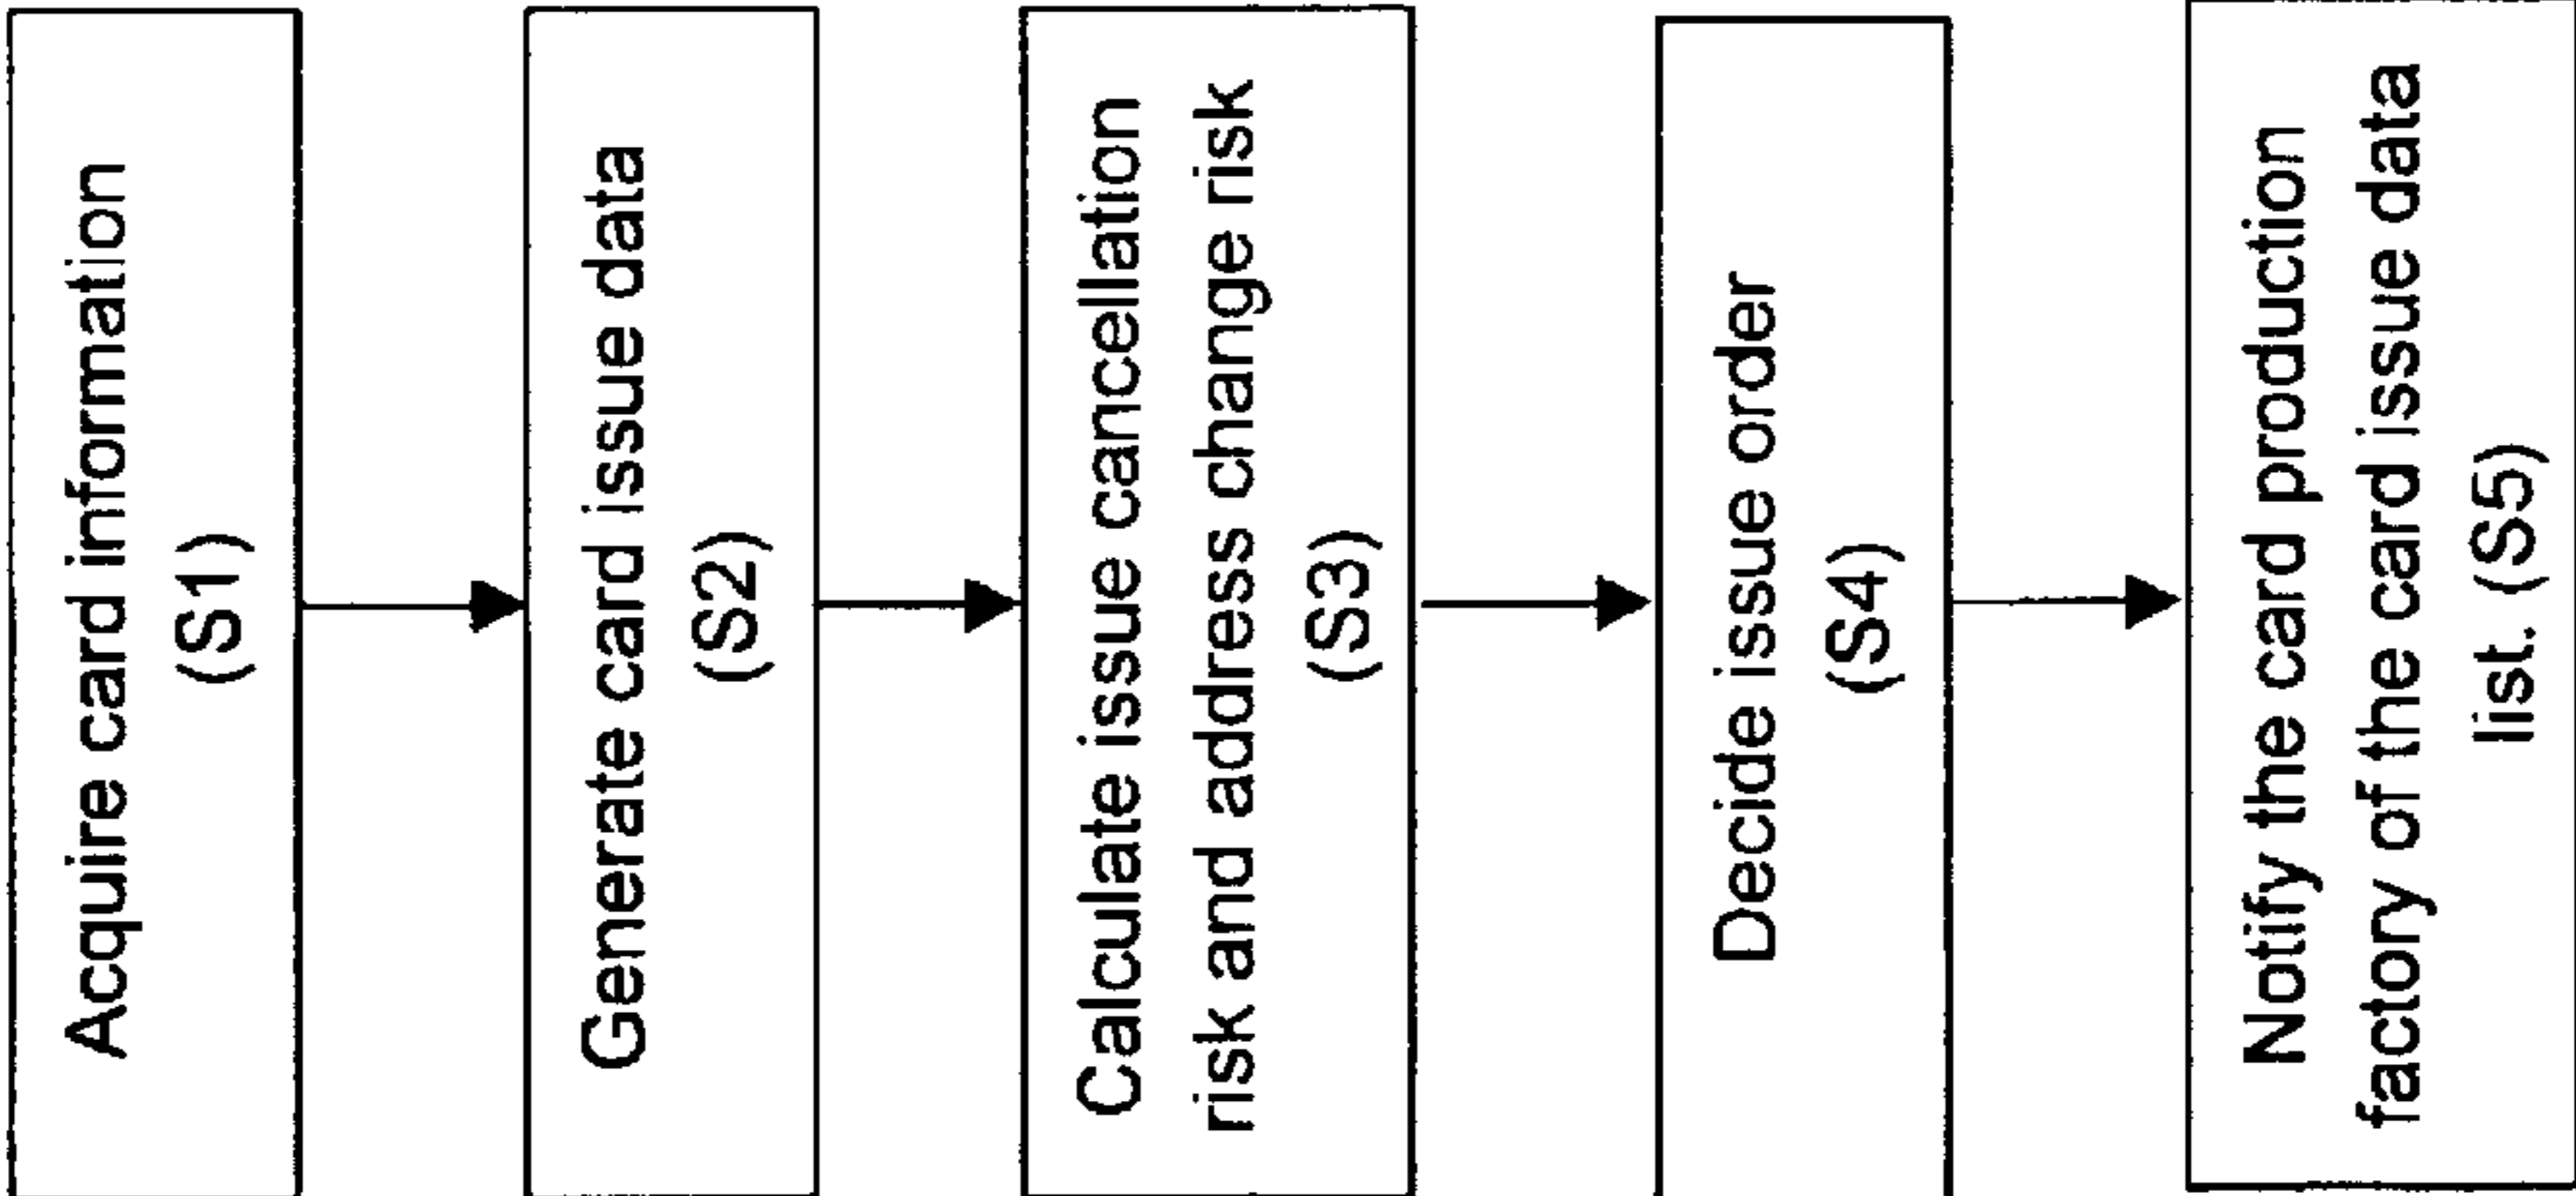 Acquire card information
(S1)
Generate card issue data
(S2)
Calculate issue cancellation
risk and address change risk
(S3)
Decide issue order
(S4)
Notify the card production
factory of the card issue data
list. (S5)